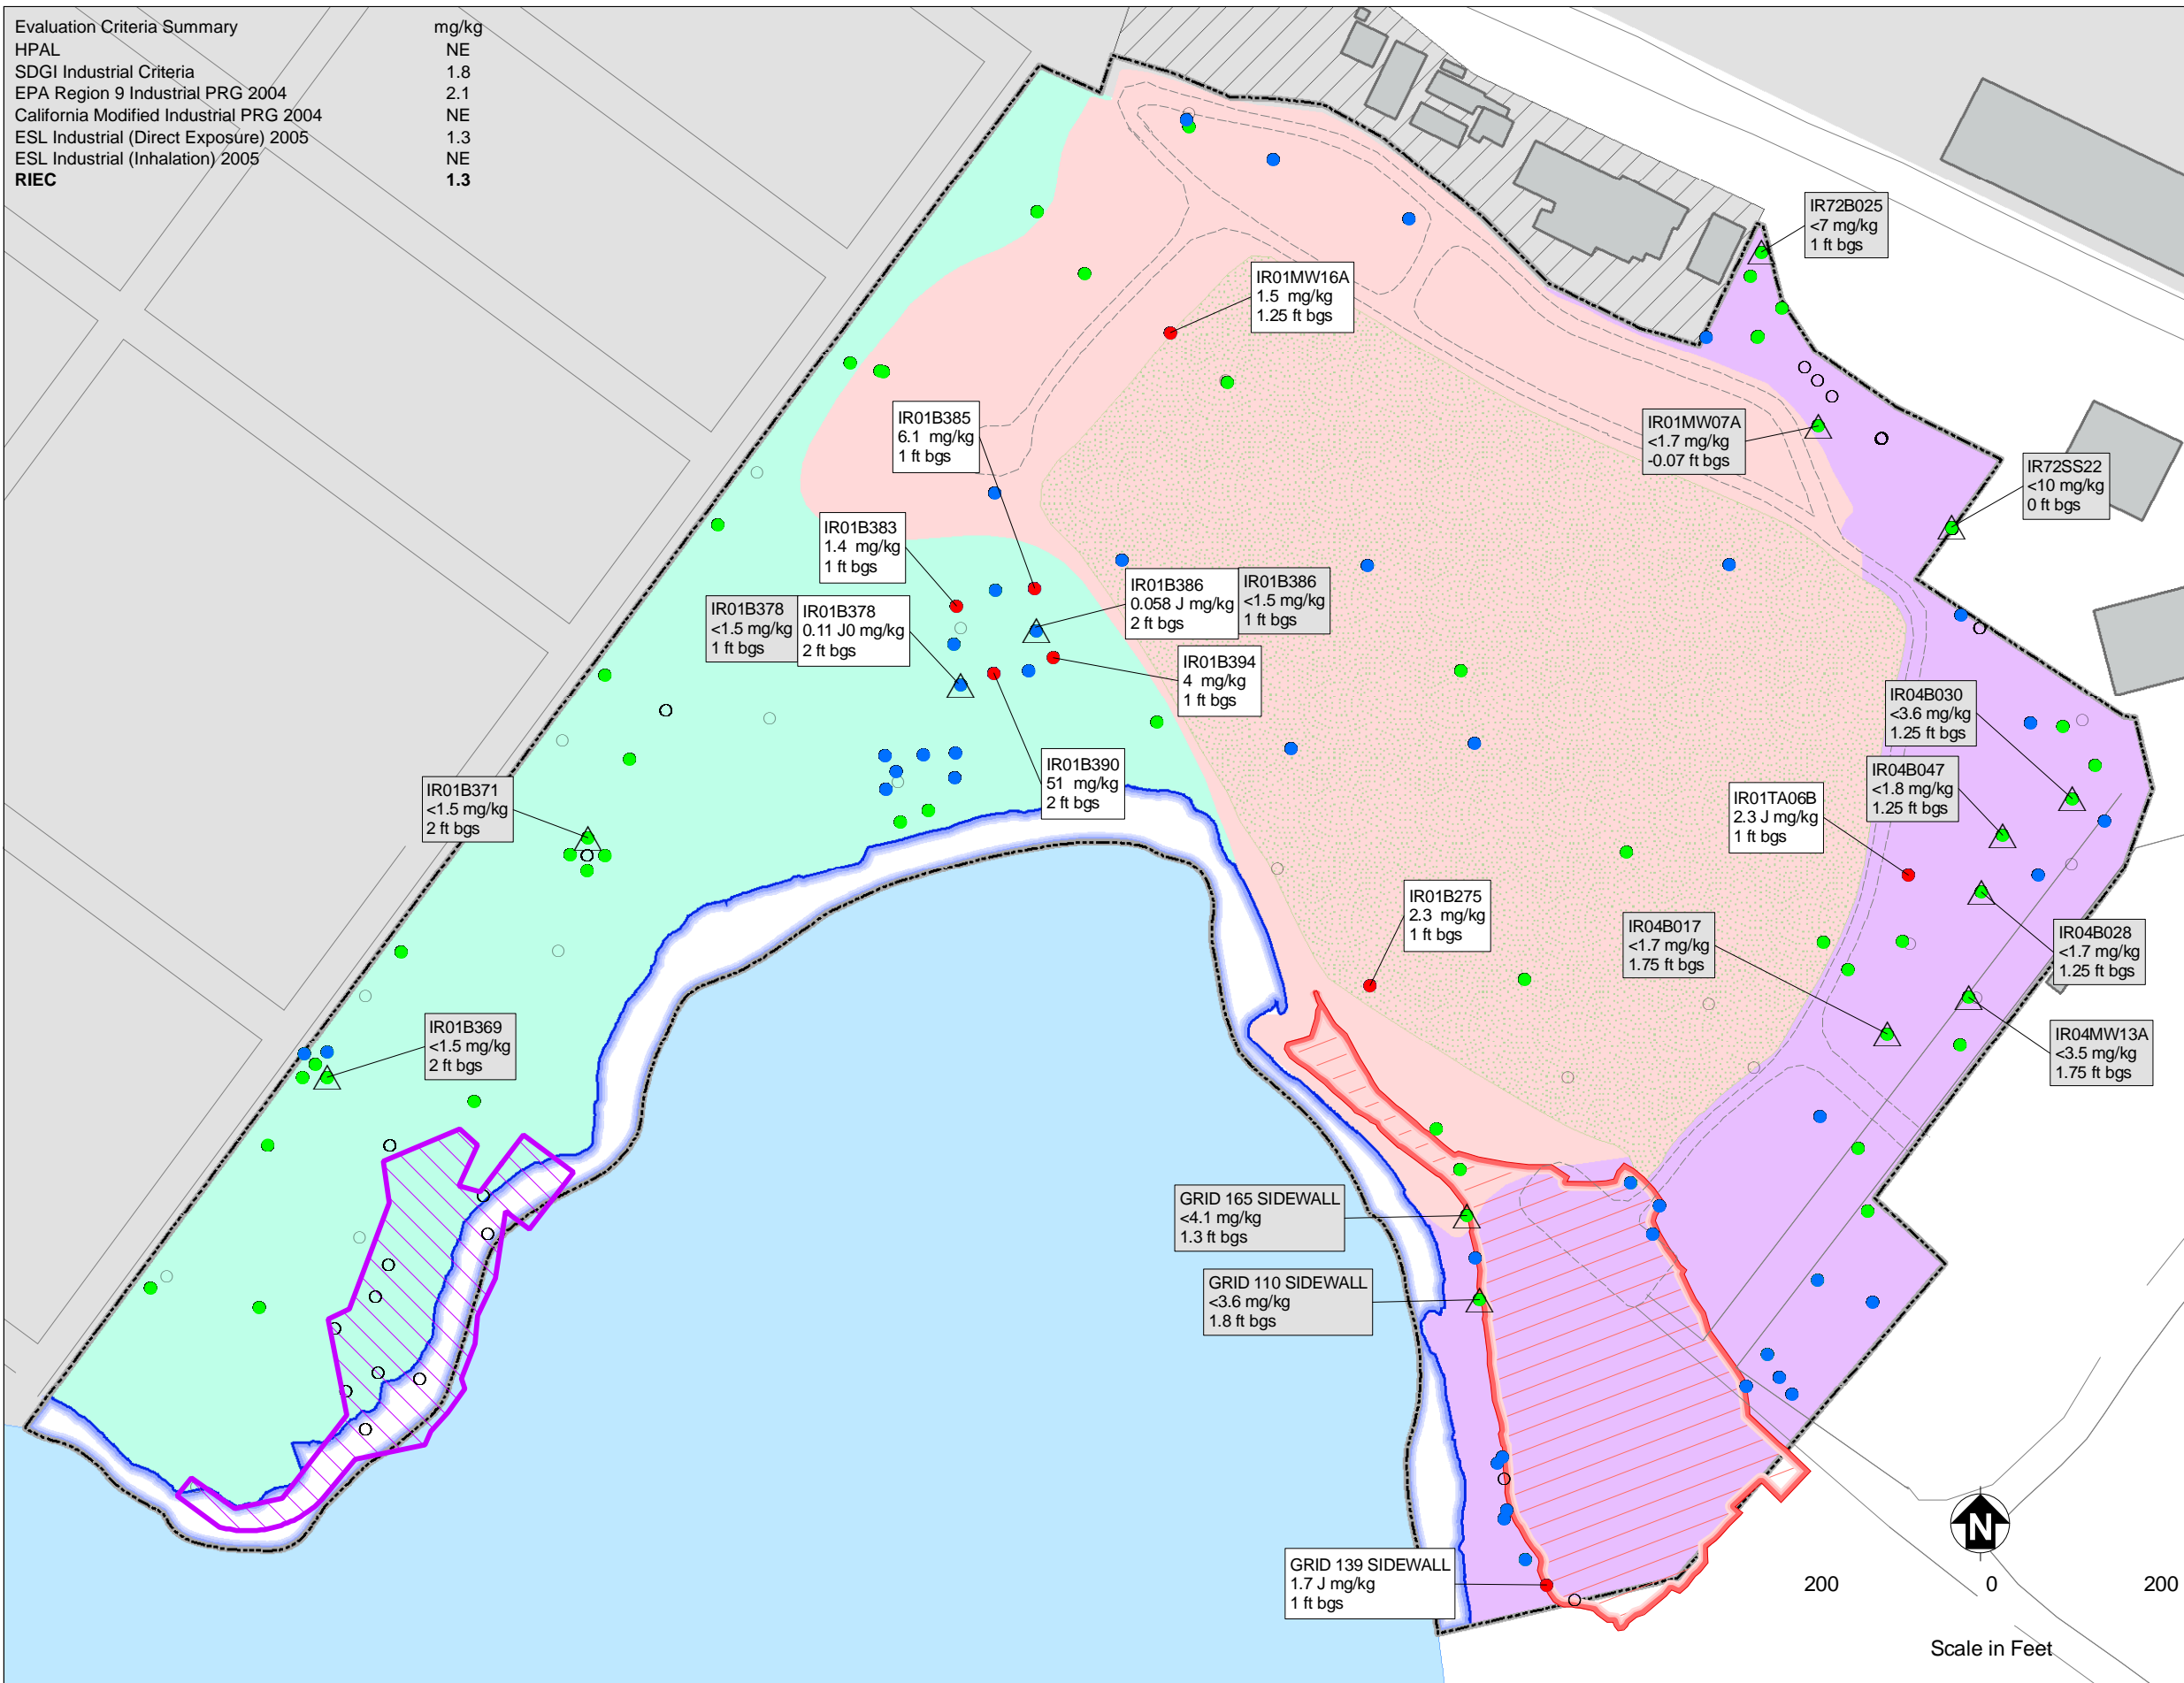 Evaluation Criteria Summary mg/kg
HPAL NE
SDGI Industrial Criteria 1.8
EPA Region 9 Industrial PRG 2004 2.1
California Modified Industrial PRG 2004 NE
ESL Industrial (Direct Exposure) 2005 1.3
ESL Industrial (Inhalation) 2005 NE
RIEC 1.3
IR72B025
<7 mg/kg
1 ft bgs
IR01MW16A
1.5 mg/kg
1.25 ft bgs
IR01B385
6.1 mg/kg
1 ft bgs
IR01MW07A
<1.7 mg/kg
-0.07 ft bgs
IR72SS22
<10 mg/kg
0 ft bgs
IR01B383
1.4 mg/kg
1 ft bgs
IR01B378
<1.5 mg/kg
1 ft bgs
IR01B378
0.11 J0 mg/kg
2 ft bgs
IR01B386
0.058 J mg/kg
2 ft bgs
IR01B386
<1.5 mg/kg
1 ft bgs
IR01B394
4 mg/kg
1 ft bgs
IR04B030
<3.6 mg/kg
1.25 ft bgs
IR01B390
51 mg/kg
2 ft bgs
IR04B047
<1.8 mg/kg
1.25 ft bgs
IR01B371
<1.5 mg/kg
2 ft bgs
IR01TA06B
2.3 J mg/kg
1 ft bgs
IR01B275
2.3 mg/kg
1 ft bgs
IR04B017
<1.7 mg/kg
1.75 ft bgs
IR04B028
<1.7 mg/kg
1.25 ft bgs
IR01B369
<1.5 mg/kg
2 ft bgs
IR04MW13A
<3.5 mg/kg
1.75 ft bgs
GRID 165 SIDEWALL
<4.1 mg/kg
1.3 ft bgs
GRID 110 SIDEWALL
<3.6 mg/kg
1.8 ft bgs
GRID 139 SIDEWALL
1.7 J mg/kg
1 ft bgs
N
200 0 200
Scale in Feet